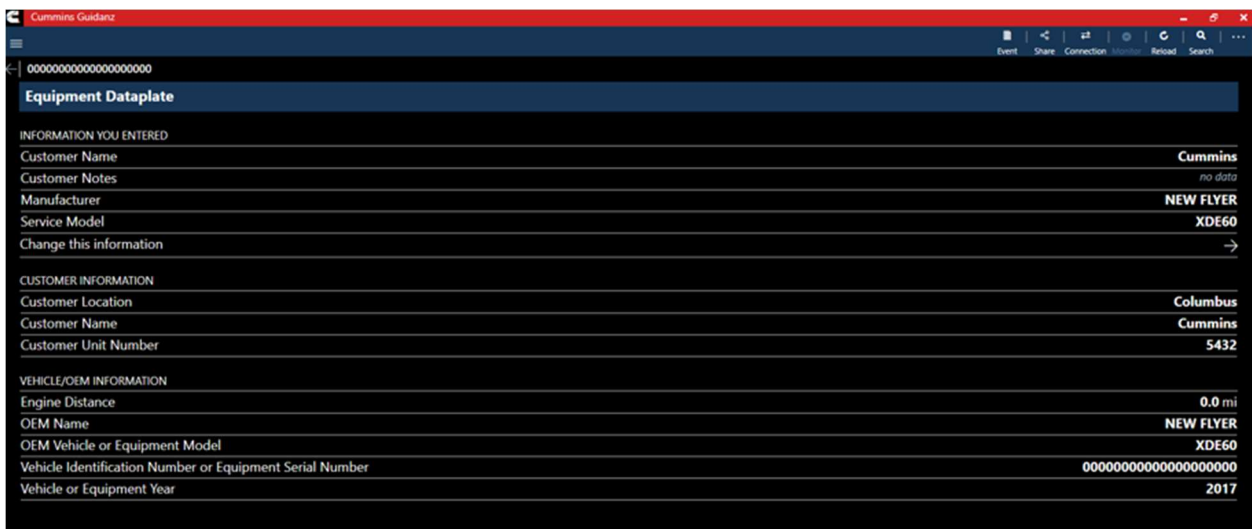 Cummins Guidanz
Event Share Connection Monitor Reload Search
00000000000000000000
Equipment Dataplate
INFORMATION YOU ENTERED
Customer Name Cummins
Customer Notes no data
Manufacturer NEW FLYER
Service Model XDE60
Change this information
CUSTOMER INFORMATION
Customer Location Columbus
Customer Name Cummins
Customer Unit Number 5432
VEHICLE/OEM INFORMATION
Engine Distance 0.0 mi
OEM Name NEW FLYER
OEM Vehicle or Equipment Model XDE60
Vehicle Identification Number or Equipment Serial Number 00000000000000000000
Vehicle or Equipment Year 2017